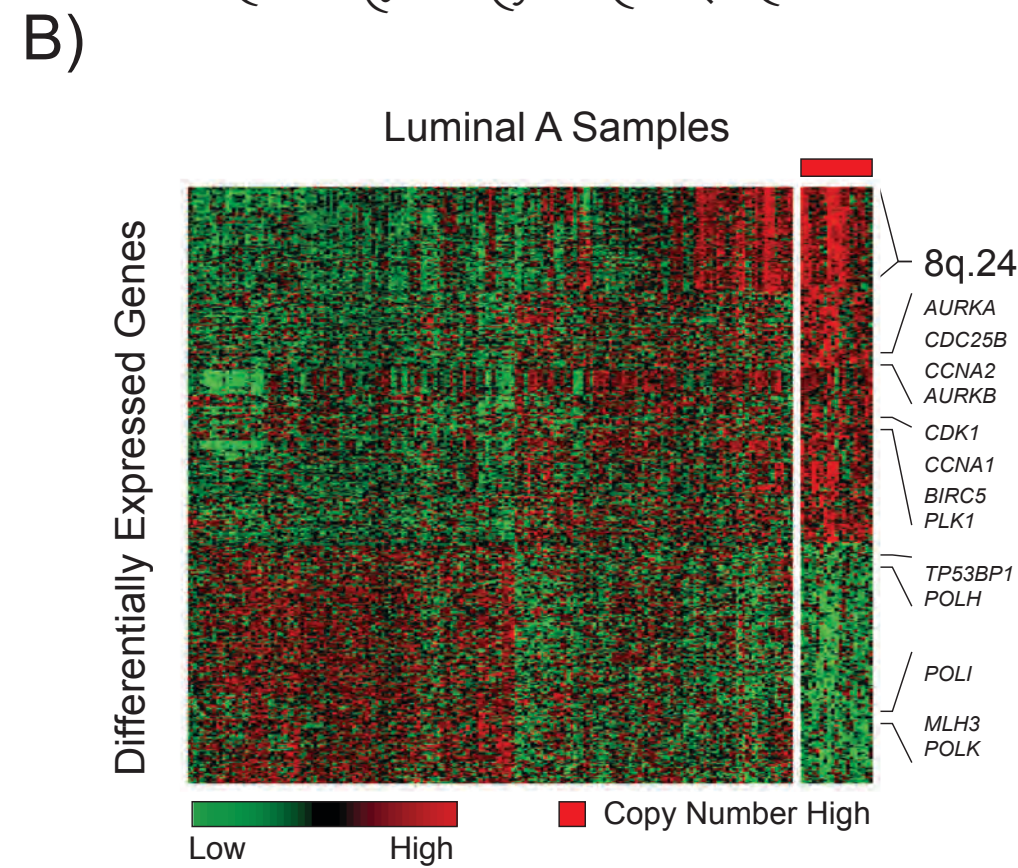 B)
Luminal A Samples
Differentially Expressed Genes
8q.24
AURKA
CDC25B
CCNA2
AURKB
CDK1
CCNA1
BIRC5
PLK1
TP53BP1
POLH
POLI
MLH3
POLK
Low
High
Copy Number High